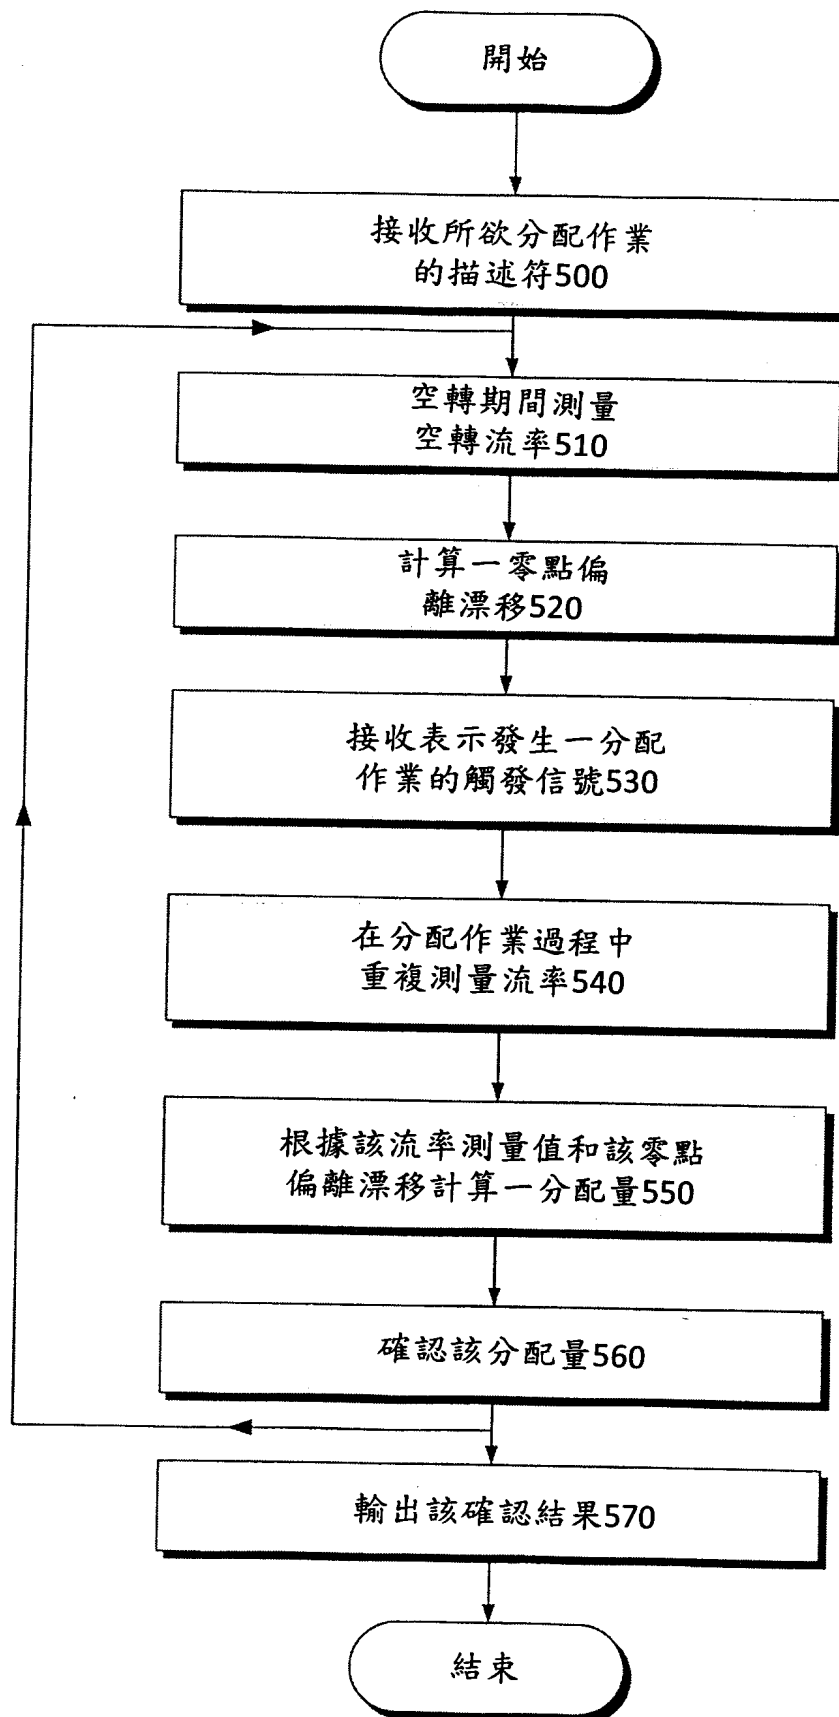 開始
接收所欲分配作業
的描述符500
空轉期間測量
空轉流率510
計算一零點偏
離漂移520
接收表示發生一分配
作業的觸發信號530
在分配作業過程中
重複測量流率540
根據該流率測量值和該零點
偏離漂移計算一分配量550
確認該分配量560
輸出該確認結果570
結束